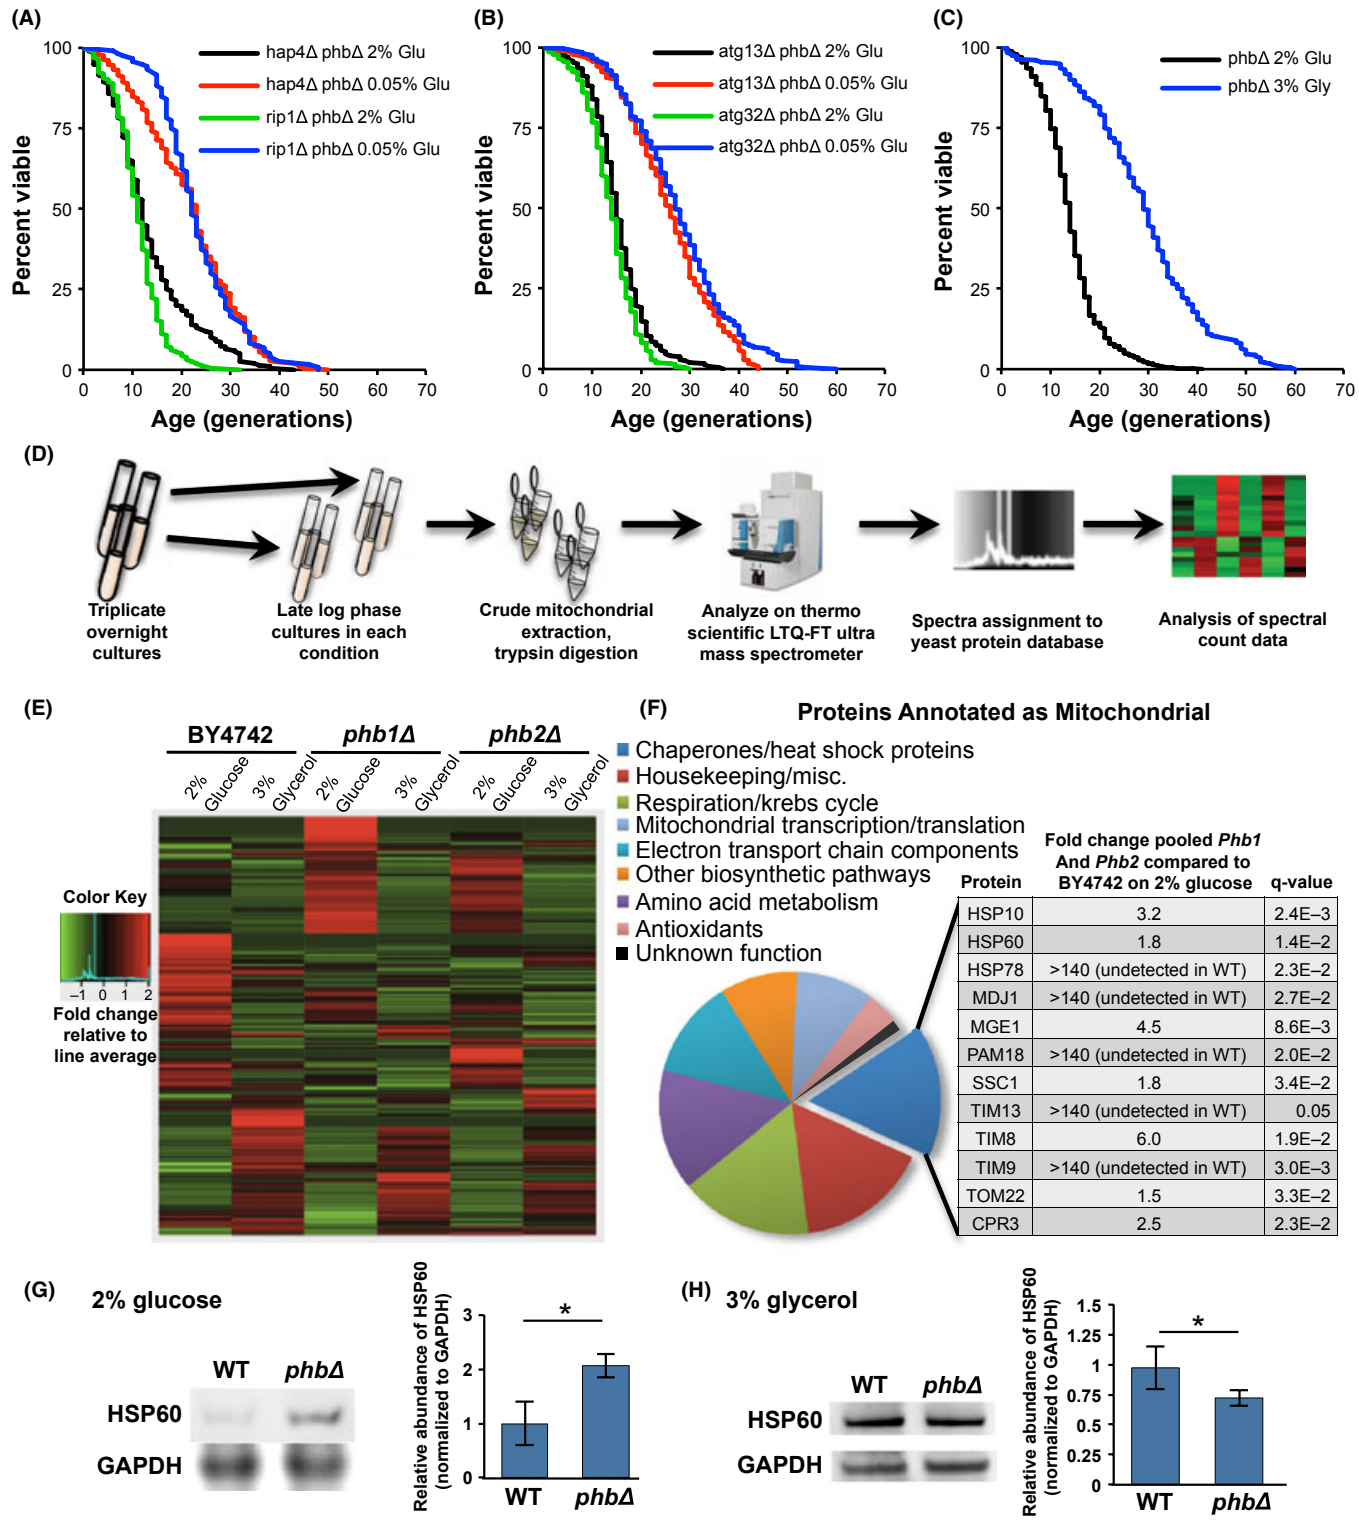 (A)
Percent viable
100
75
50
25
0
0 10 20 30 40 50 60 70
Age (generations)
hap4Δ phbΔ 2% Glu
hap4Δ phbΔ 0.05% Glu
rip1Δ phbΔ 2% Glu
rip1Δ phbΔ 0.05% Glu
(B)
Percent viable
100
75
50
25
0
0 10 20 30 40 50 60 70
Age (generations)
atg13Δ phbΔ 2% Glu
atg13Δ phbΔ 0.05% Glu
atg32Δ phbΔ 2% Glu
atg32Δ phbΔ 0.05% Glu
(C)
Percent viable
100
75
50
25
0
0 10 20 30 40 50 60 70
Age (generations)
phbΔ 2% Glu
phbΔ 3% Gly
(D)
Triplicate
overnight
cultures
Late log phase
cultures in each
condition
Crude mitochondrial
extraction,
trypsin digestion
Analyze on thermo
scientific LTQ-FT ultra
mass spectrometer
Spectra assignment to
yeast protein database
Analysis of spectral
count data
(E)
BY4742 phb1Δ phb2Δ
2% Glucose
3% Glycerol
2% Glucose
3% Glycerol
2% Glucose
3% Glycerol
Color Key
–1 0 1 2
Fold change
relative to
line average
(F)
Proteins Annotated as Mitochondrial
Chaperones/heat shock proteins
Housekeeping/misc.
Respiration/krebs cycle
Mitochondrial transcription/translation
Electron transport chain components
Other biosynthetic pathways
Amino acid metabolism
Antioxidants
Unknown function
Fold change pooled Phb1
And Phb2 compared to
Protein BY4742 on 2% glucose q-value
HSP10 3.2 2.4E–3
HSP60 1.8 1.4E–2
HSP78 >140 (undetected in WT) 2.3E–2
MDJ1 >140 (undetected in WT) 2.7E–2
MGE1 4.5 8.6E–3
PAM18 >140 (undetected in WT) 2.0E–2
SSC1 1.8 3.4E–2
TIM13 >140 (undetected in WT) 0.05
TIM8 6.0 1.9E–2
TIM9 >140 (undetected in WT) 3.0E–3
TOM22 1.5 3.3E–2
CPR3 2.5 2.3E–2
(G)
2% glucose
WT phbΔ
HSP60
GAPDH
Relative abundance of HSP60
(normalized to GAPDH)
3
2
1
0
*
WT phbΔ
(H)
3% glycerol
WT phbΔ
HSP60
GAPDH
Relative abundance of HSP60
(normalized to GAPDH)
1.5
1.25
1
0.75
0.5
0.25
0
*
WT phbΔ